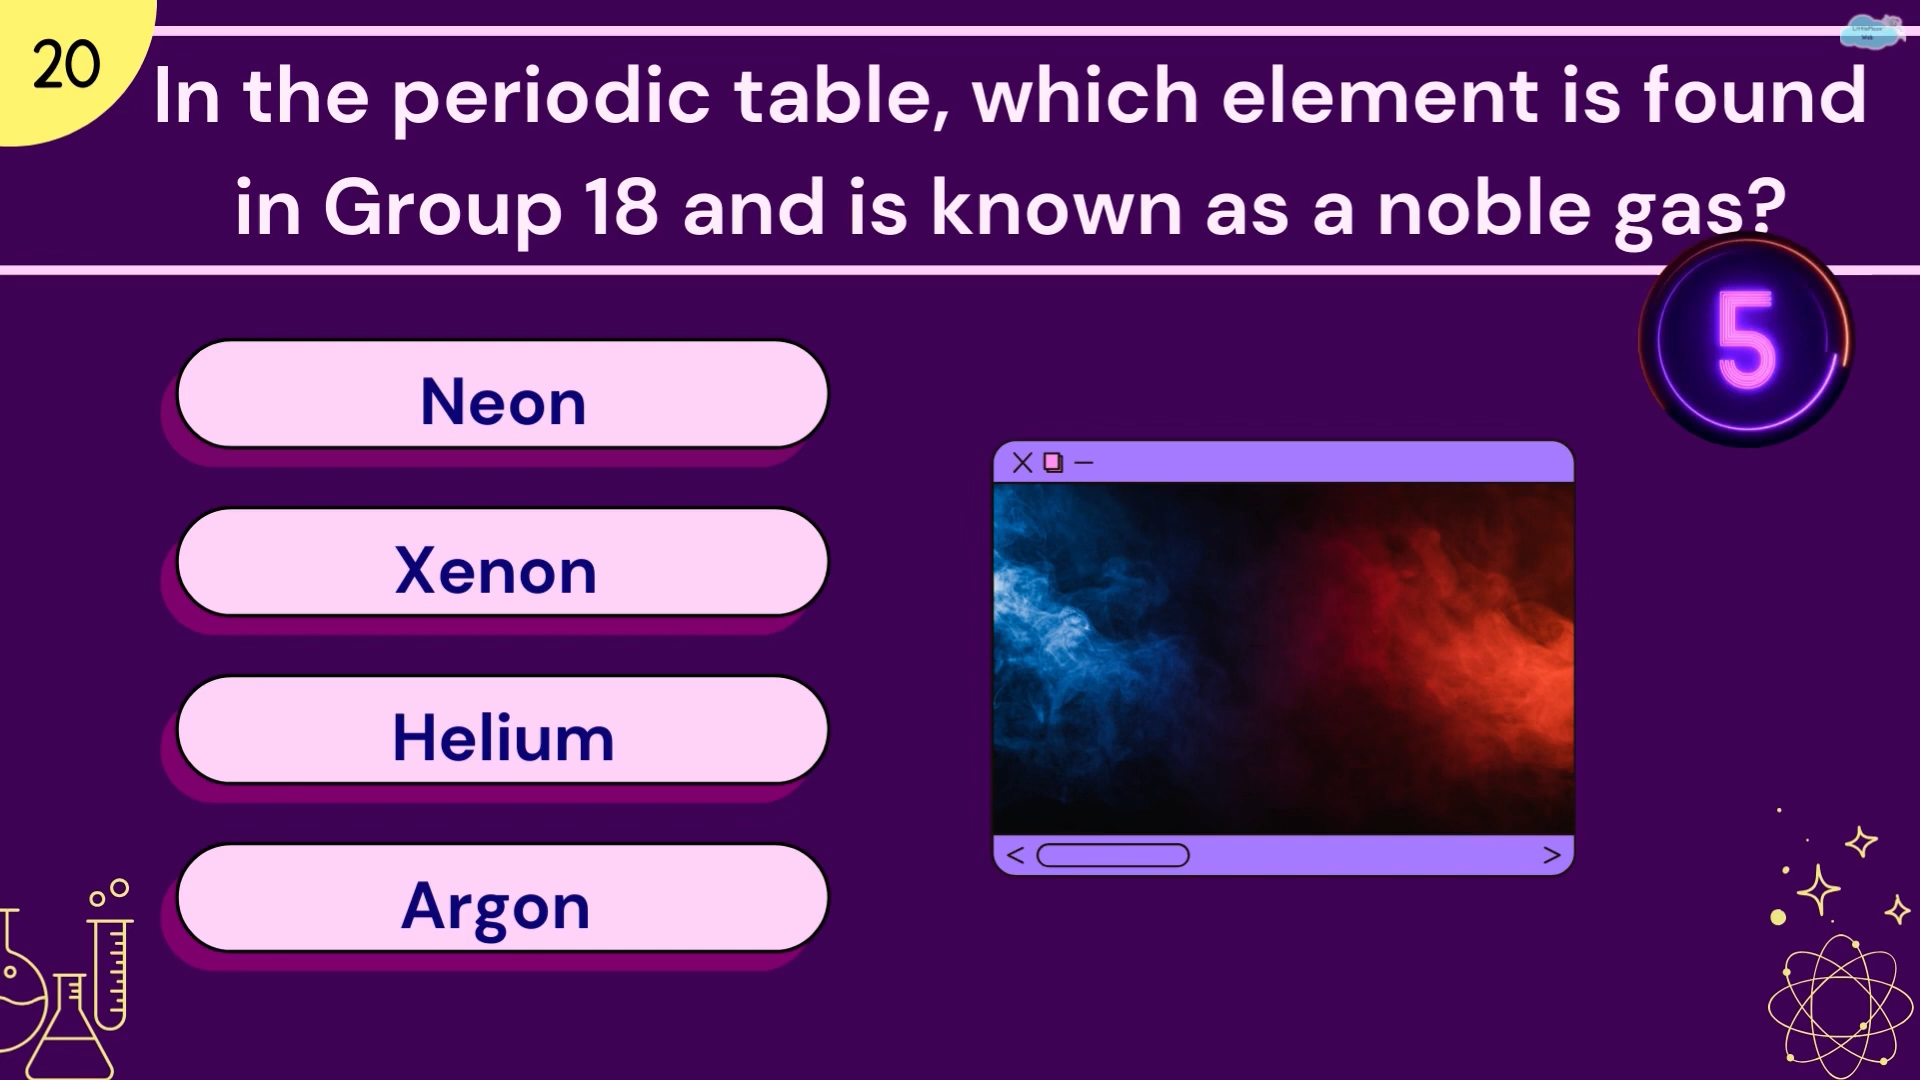 20
In the periodic table, which element is found
in Group 18 and is known as a noble gas?
5
Neon
Xenon
Helium
Argon